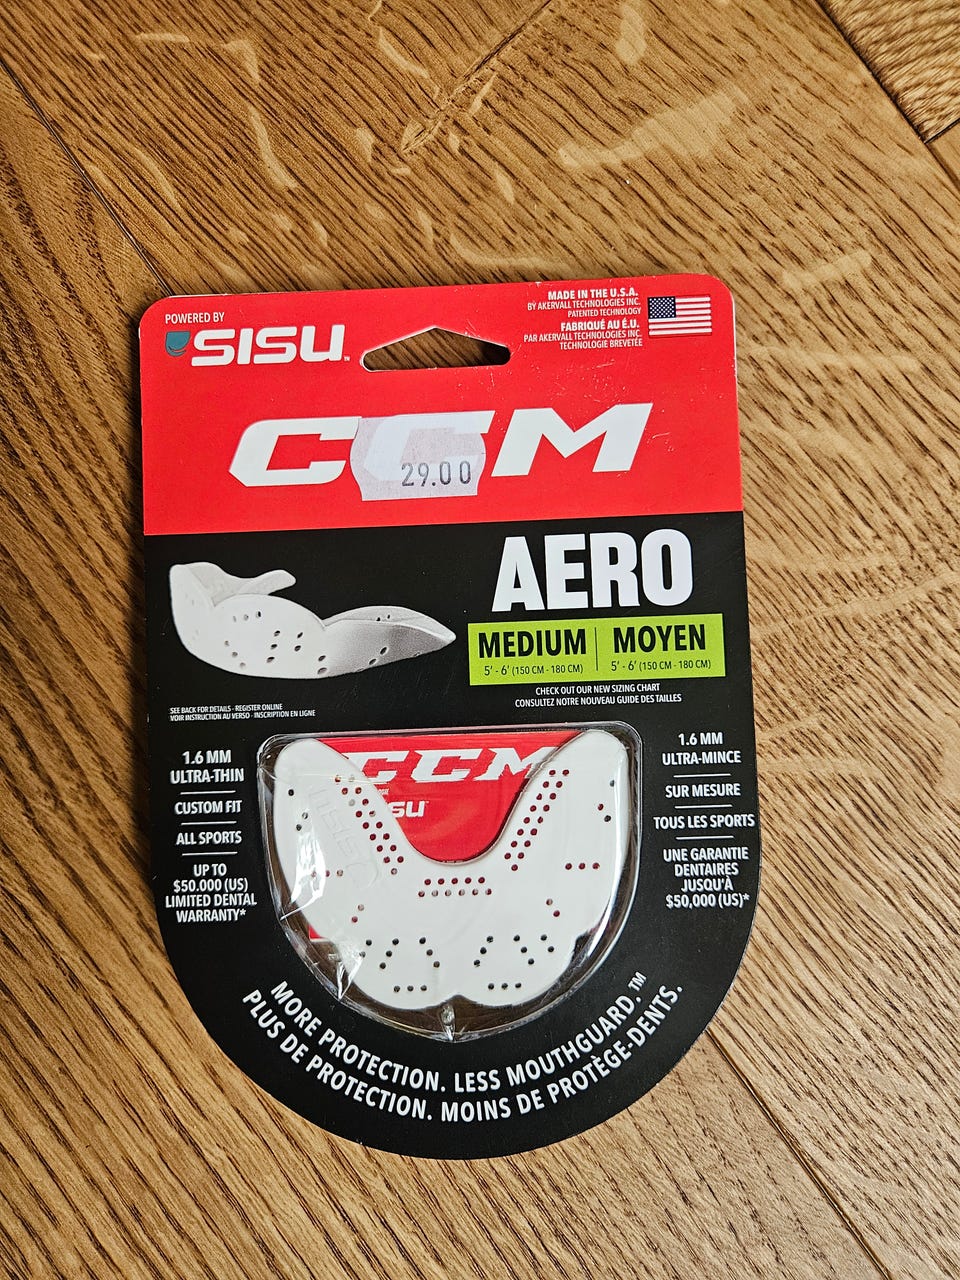 POWERED BY
SISU™
MADE IN THE U.S.A.
BY AKERVALL TECHNOLOGIES INC.
PATENTED TECHNOLOGY
FABRIQUÉ AU É.U.
PAR AKERVALL TECHNOLOGIES INC.
TECHNOLOGIE BREVETÉE
CCM
29.00
AERO
MEDIUM
5' - 6' (150 CM - 180 CM)
MOYEN
5' - 6' (150 CM - 180 CM)
CHECK OUT OUR NEW SIZING CHART
CONSULTEZ NOTRE NOUVEAU GUIDE DES TAILLES
SEE BACK FOR DETAILS - REGISTER ONLINE
VOIR INSTRUCTION AU VERSO - INSCRIPTION EN LIGNE
1.6 MM
ULTRA-THIN
CUSTOM FIT
ALL SPORTS
UP TO
$50.000 (US)
LIMITED DENTAL
WARRANTY*
CCM
SISU
1.6 MM
ULTRA-MINCE
SUR MESURE
TOUS LES SPORTS
UNE GARANTIE
DENTAIRES
JUSQU'À
$50,000 (US)*
MORE PROTECTION. LESS MOUTHGUARD.™
PLUS DE PROTECTION. MOINS DE PROTÈGE-DENTS.